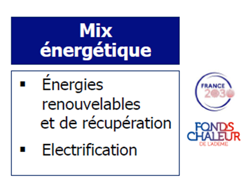 Mix
énergétique
▪ Énergies
renouvelables
et de récupération
▪ Electrification
FRANCE
2030
FONDS
CHALEUR
DE L'ADEME